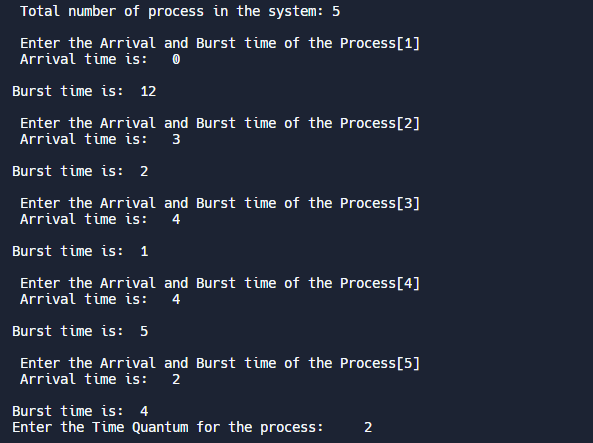 Total number of process in the system: 5
Enter the Arrival and Burst time of the Process[1]
Arrival time is:   0
Burst time is:  12
Enter the Arrival and Burst time of the Process[2]
Arrival time is:   3
Burst time is:  2
Enter the Arrival and Burst time of the Process[3]
Arrival time is:   4
Burst time is:  1
Enter the Arrival and Burst time of the Process[4]
Arrival time is:   4
Burst time is:  5
Enter the Arrival and Burst time of the Process[5]
Arrival time is:   2
Burst time is:  4
Enter the Time Quantum for the process:     2